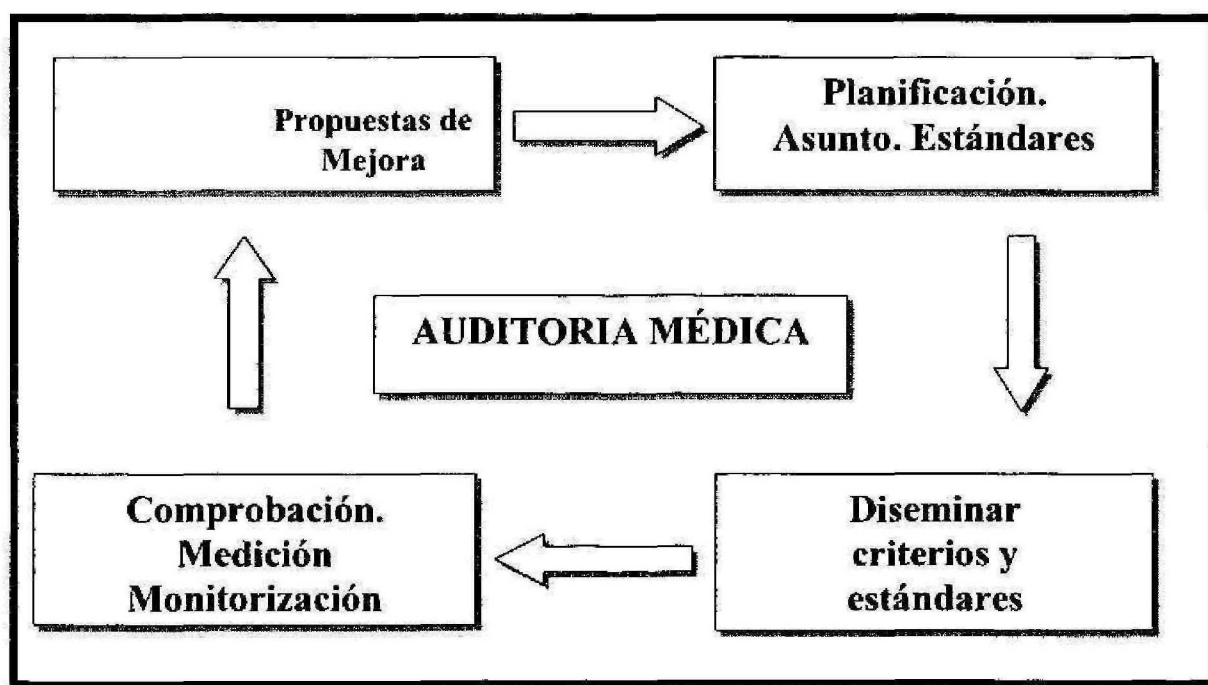 Propuestas de
Mejora
Planificación.
Asunto. Estándares
AUDITORIA MÉDICA
Comprobación.
Medición
Monitorización
Diseminar
criterios y
estándares